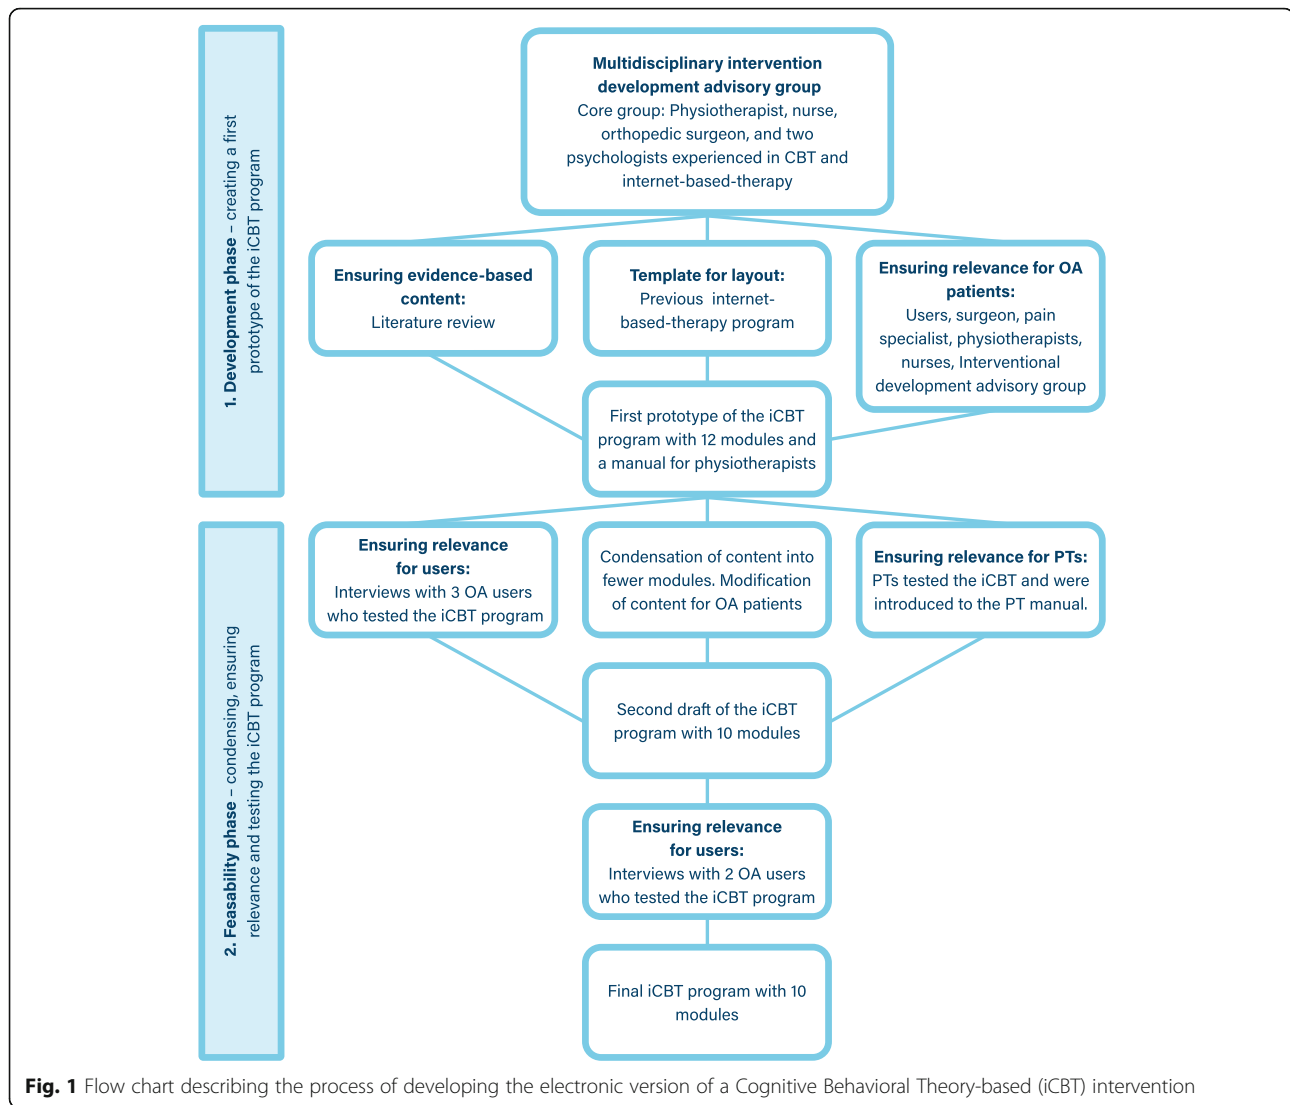 1. Development phase – creating a first
prototype of the iCBT program
Multidisciplinary intervention
development advisory group
Core group: Physiotherapist, nurse,
orthopedic surgeon, and two
psychologists experienced in CBT and
internet-based-therapy
Ensuring evidence-based
content:
Literature review
Template for layout:
Previous internet-
based-therapy program
Ensuring relevance for OA
patients:
Users, surgeon, pain
specialist, physiotherapists,
nurses, Interventional
development advisory group
First prototype of the iCBT
program with 12 modules and
a manual for physiotherapists
2. Feasability phase – condensing, ensuring
relevance and testing the iCBT program
Ensuring relevance
for users:
Interviews with 3 OA users
who tested the iCBT program
Condensation of content into
fewer modules. Modification
of content for OA patients
Ensuring relevance for PTs:
PTs tested the iCBT and were
introduced to the PT manual.
Second draft of the iCBT
program with 10 modules
Ensuring relevance
for users:
Interviews with 2 OA users
who tested the iCBT program
Final iCBT program with 10
modules
Fig. 1 Flow chart describing the process of developing the electronic version of a Cognitive Behavioral Theory-based (iCBT) intervention